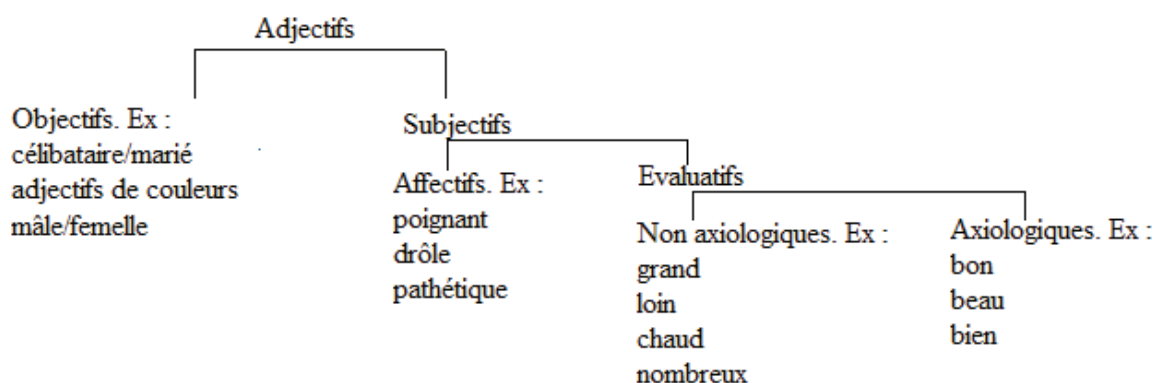 Adjectifs
Objectifs. Ex :
célibataire/marié
adjectifs de couleurs
mâle/femelle
Subjectifs
Affectifs. Ex :
poignant
drôle
pathétique
Evaluatifs
Non axiologiques. Ex :
grand
loin
chaud
nombreux
Axiologiques. Ex :
bon
beau
bien